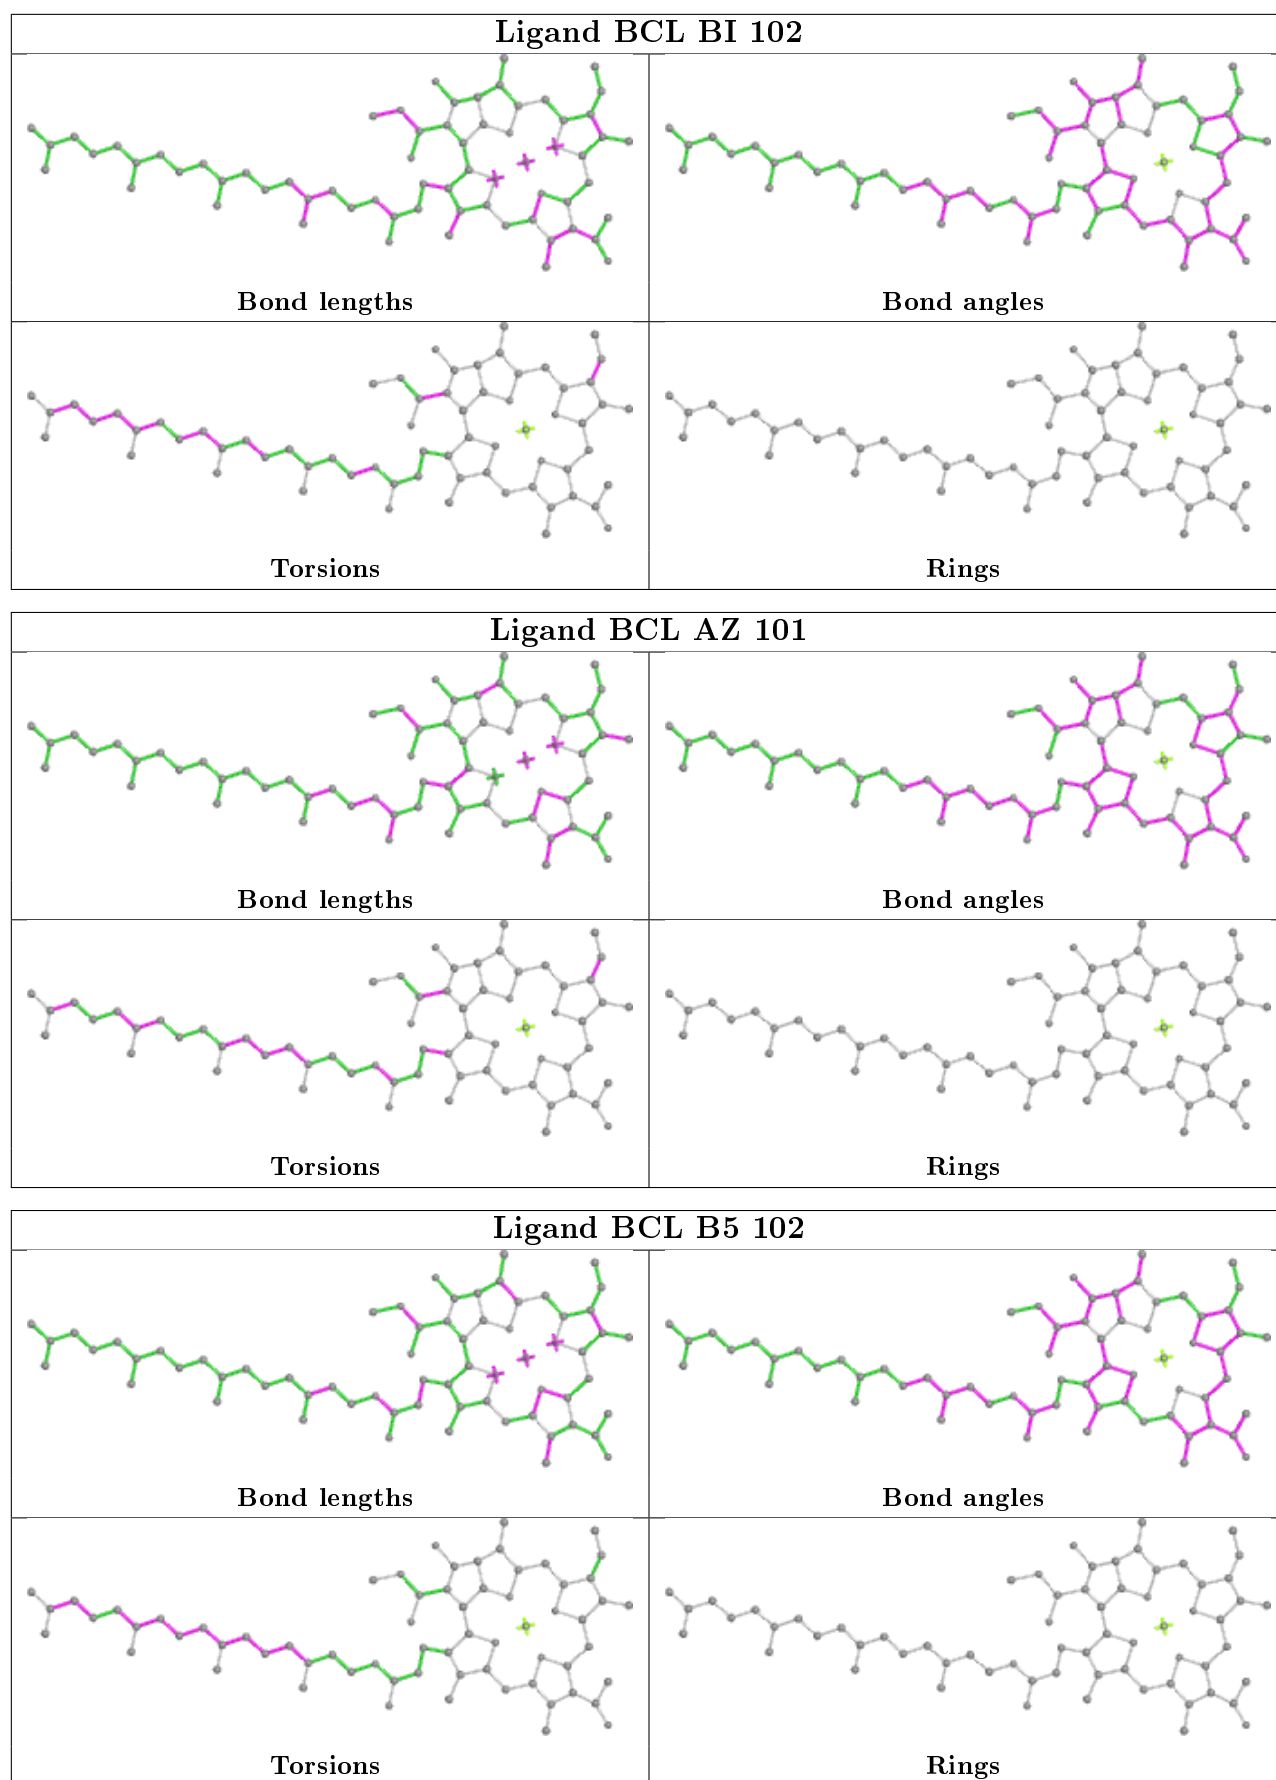 Ligand BCL BI 102
Bond lengths
Bond angles
Torsions
Rings
Ligand BCL AZ 101
Bond lengths
Bond angles
Torsions
Rings
Ligand BCL B5 102
Bond lengths
Bond angles
Torsions
Rings